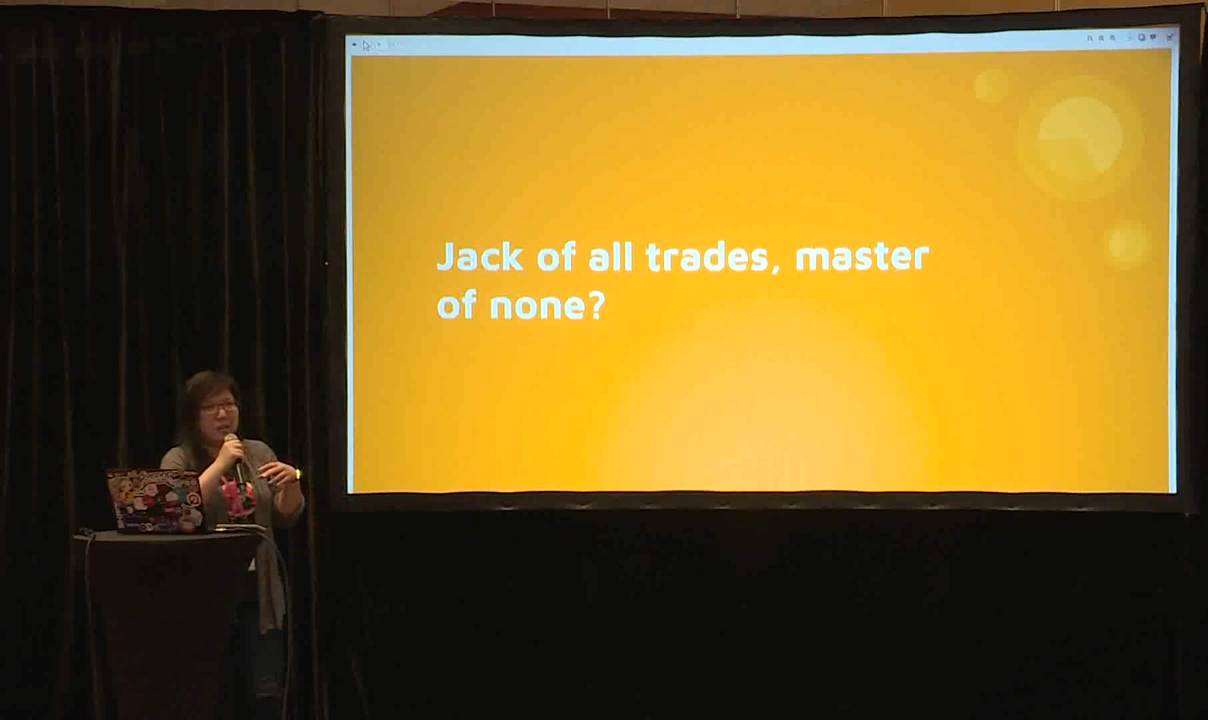 Jack of all trades, master
of none?